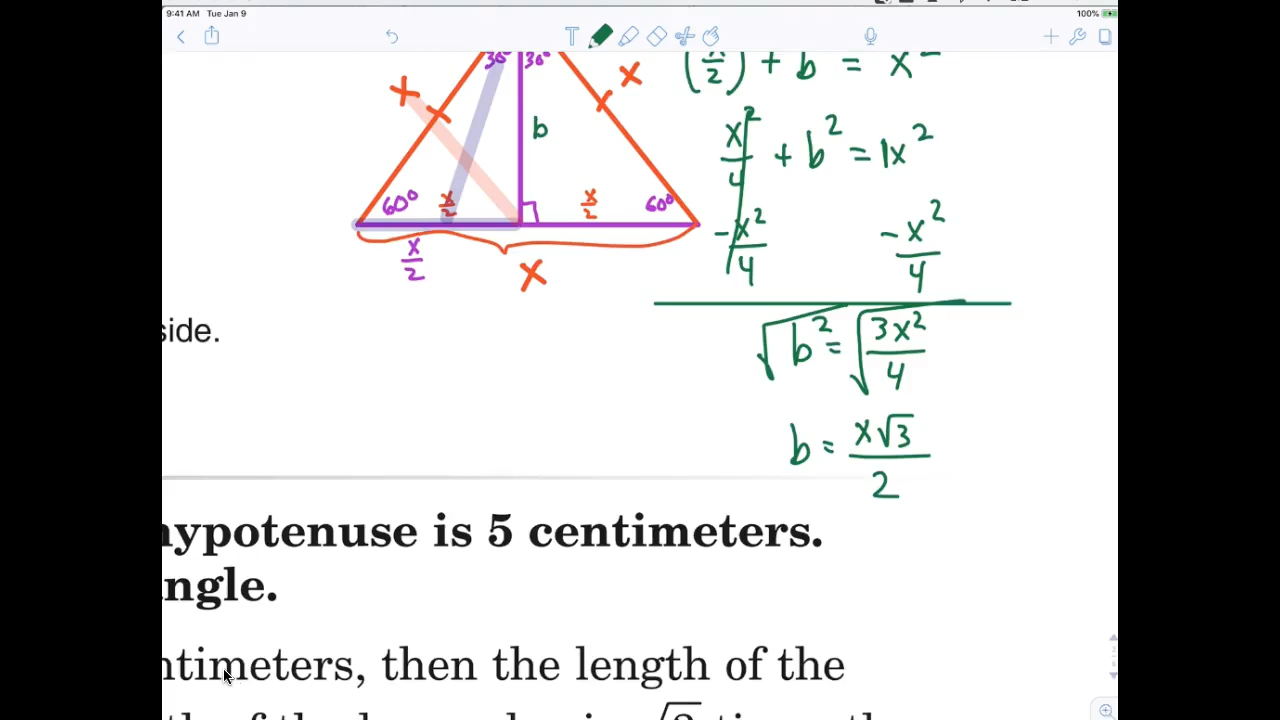 9:41 AM Tue Jan 9
100%
T
30° 30°
x x
b
60° x/2 x/2 60°
x/2
x
(x/2) + b = x²
x²/4 + b² = 1x²
- x²/4 - x²/4
√b² = √3x²/4
b = x√3/2
side.
hypotenuse is 5 centimeters.
ngle.
ntimeters, then the length of the